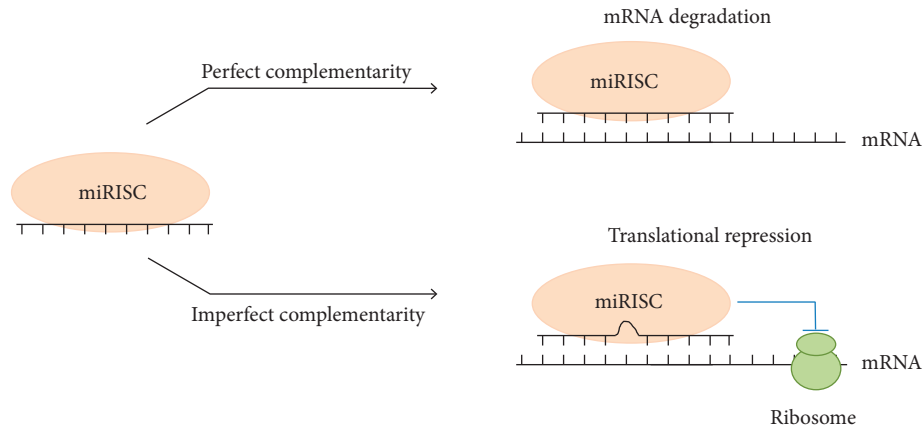 mRNA degradation
Perfect complementarity
miRISC
mRNA
miRISC
Translational repression
miRISC
Imperfect complementarity
mRNA
Ribosome